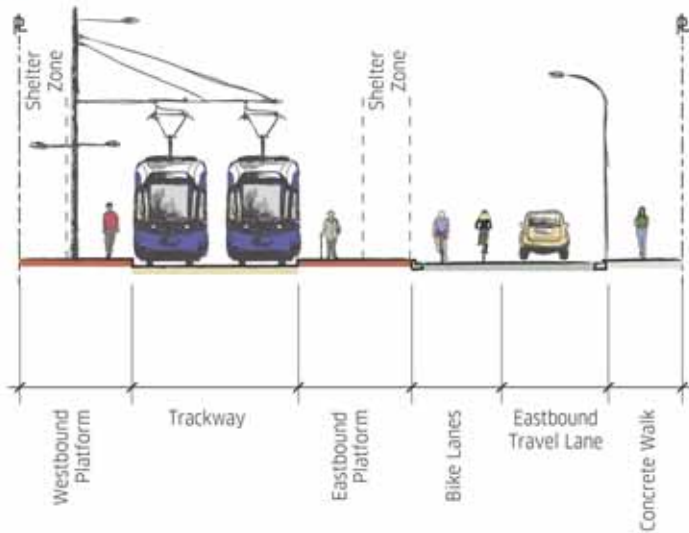 Shelter
Zone
Shelter
Zone
Westbound
Platform
Trackway
Eastbound
Platform
Bike Lanes
Eastbound
Travel Lane
Concrete Walk